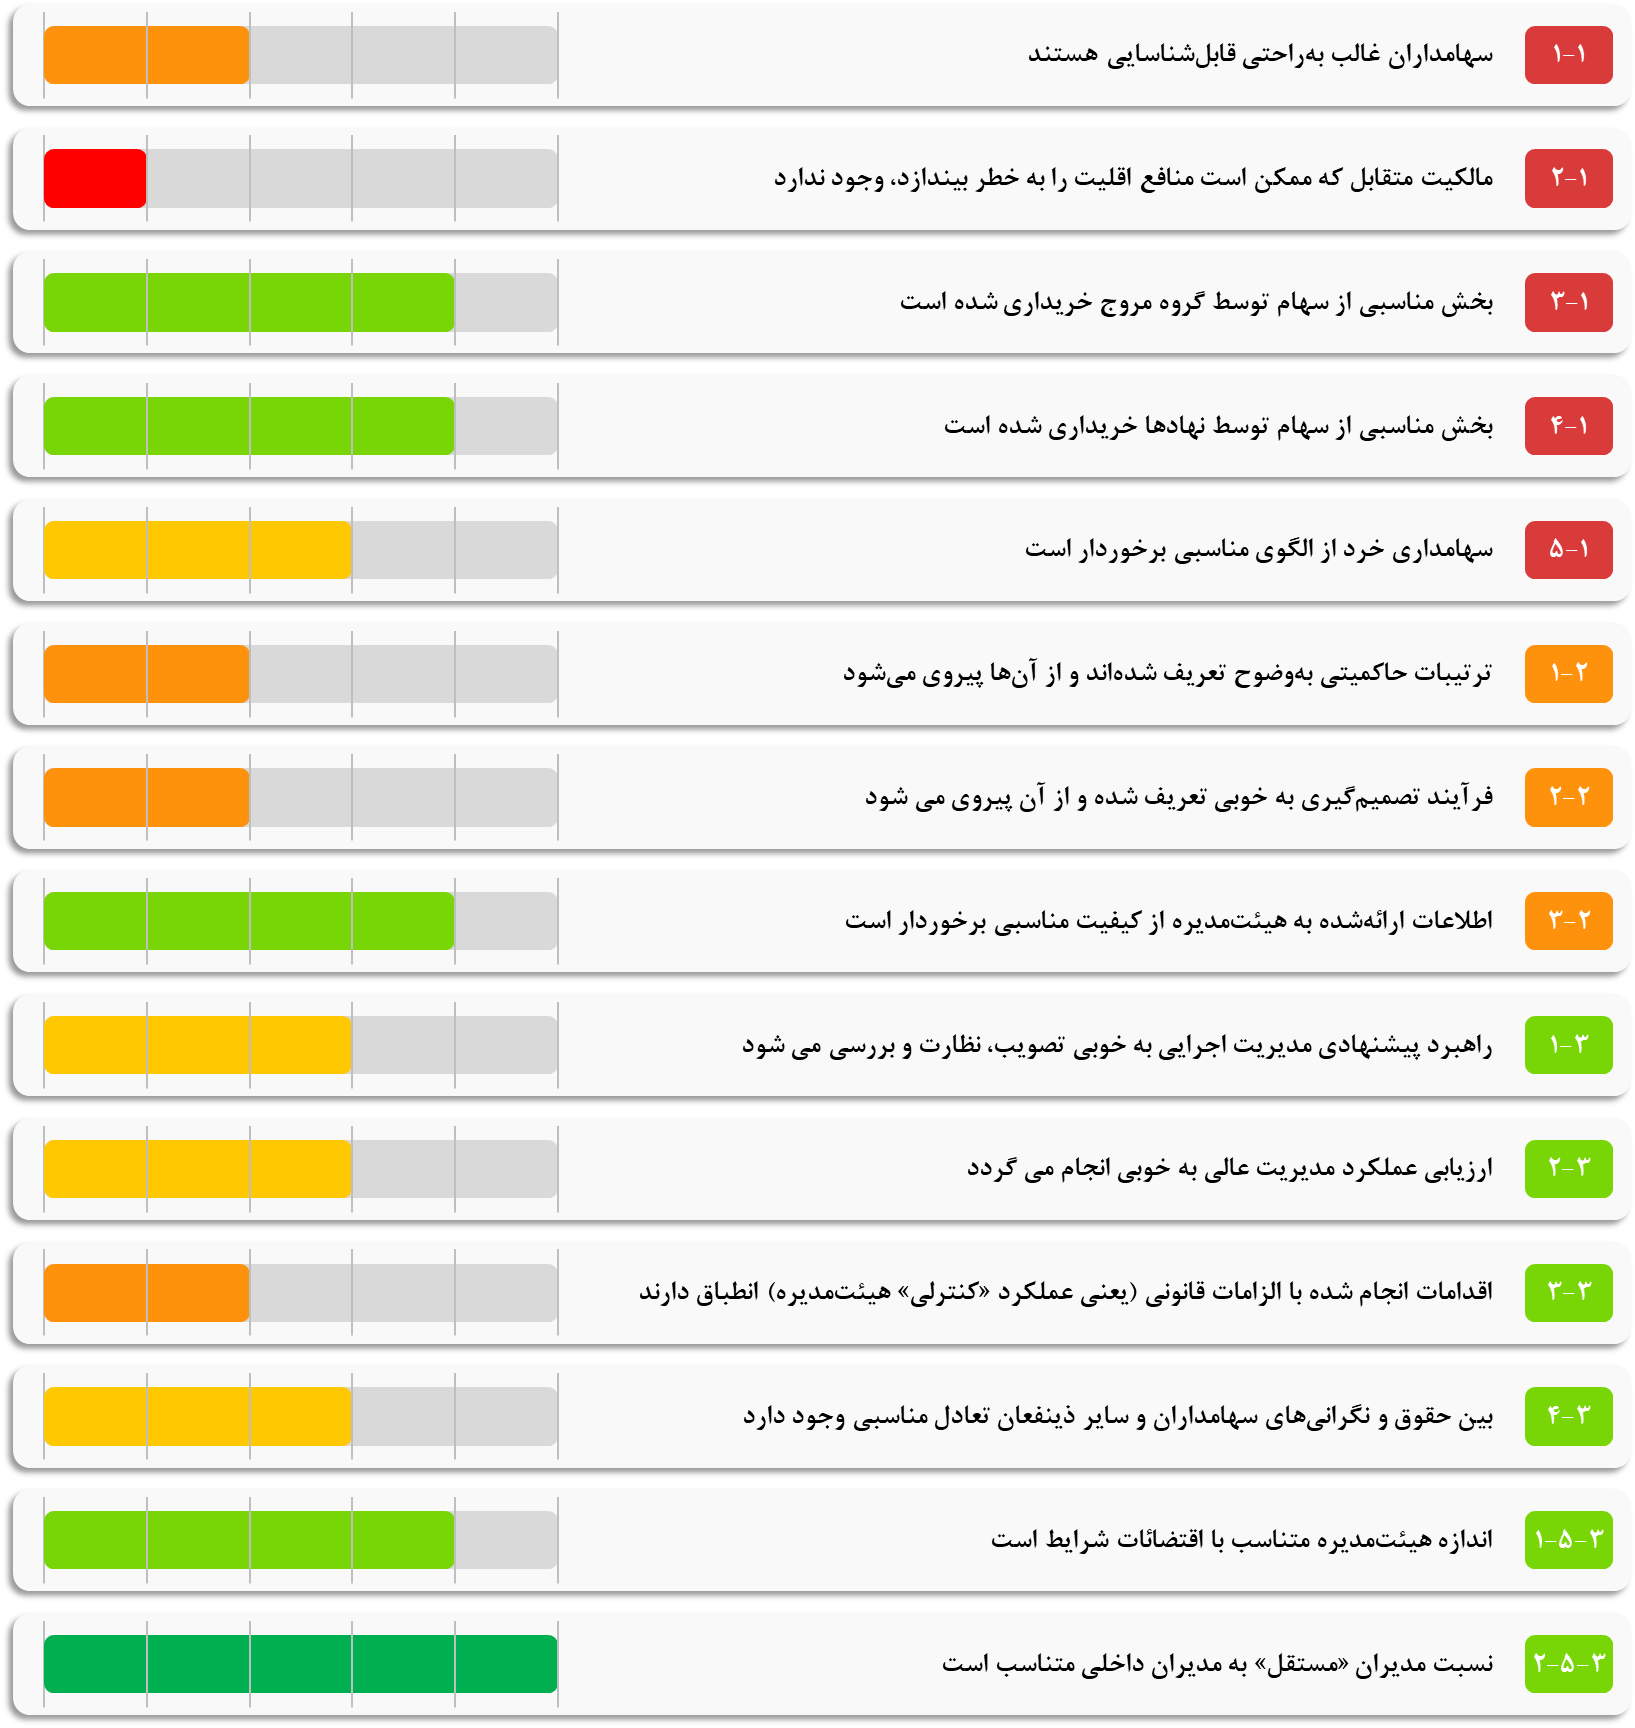 ۱-۱ سهامداران غالب به‌راحتی قابل‌شناسایی هستند
۲-۱ مالکیت متقابل که ممکن است منافع اقلیت را به خطر بیندازد، وجود ندارد
۳-۱ بخش مناسبی از سهام توسط گروه مروج خریداری شده است
۴-۱ بخش مناسبی از سهام توسط نهادها خریداری شده است
۵-۱ سهامداری خرد از الگوی مناسبی برخوردار است
۱-۲ ترتیبات حاکمیتی به‌وضوح تعریف شده‌اند و از آن‌ها پیروی می‌شود
۲-۲ فرآیند تصمیم‌گیری به خوبی تعریف شده و از آن پیروی می شود
۳-۲ اطلاعات ارائه‌شده به هیئت‌مدیره از کیفیت مناسبی برخوردار است
۱-۳ راهبرد پیشنهادی مدیریت اجرایی به خوبی تصویب، نظارت و بررسی می شود
۲-۳ ارزیابی عملکرد مدیریت عالی به خوبی انجام می گردد
۳-۳ اقدامات انجام شده با الزامات قانونی (یعنی عملکرد «کنترلی» هیئت‌مدیره) انطباق دارند
۴-۳ بین حقوق و نگرانی‌های سهامداران و سایر ذینفعان تعادل مناسبی وجود دارد
۱-۵-۳ اندازه هیئت‌مدیره متناسب با اقتضائات شرایط است
۲-۵-۳ نسبت مدیران «مستقل» به مدیران داخلی متناسب است